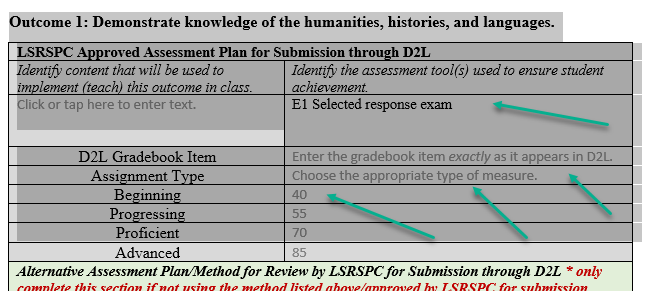 Outcome 1: Demonstrate knowledge of the humanities, histories, and languages.
LSRSPC Approved Assessment Plan for Submission through D2L
Identify content that will be used to implement (teach) this outcome in class.
Identify the assessment tool(s) used to ensure student achievement.
Click or tap here to enter text.
E1 Selected response exam
D2L Gradebook Item
Enter the gradebook item exactly as it appears in D2L.
Assignment Type
Choose the appropriate type of measure.
Beginning
40
Progressing
55
Proficient
70
Advanced
85
Alternative Assessment Plan/Method for Review by LSRSPC for Submission through D2L * only
complete this section if not using the method listed above/approved by LSRSPC for submission